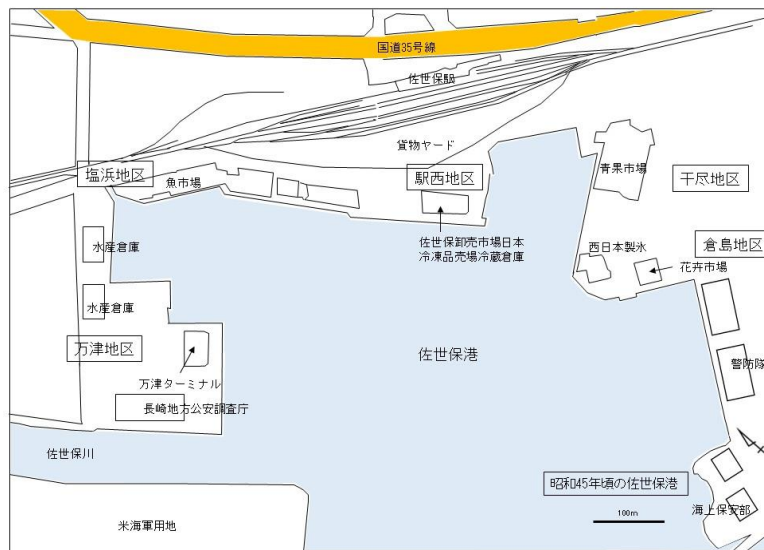 国道35号線
佐世保駅
貨物ヤード
塩浜地区
魚市場
駅西地区
青果市場
干尽地区
佐世保卸売市場日本
冷凍品売場冷蔵倉庫
西日本製氷
倉島地区
花卉市場
水産倉庫
水産倉庫
万津地区
万津ターミナル
佐世保港
警防隊
長崎地方公安調査庁
佐世保川
昭和45年頃の佐世保港
海上保安部
100m
米海軍用地